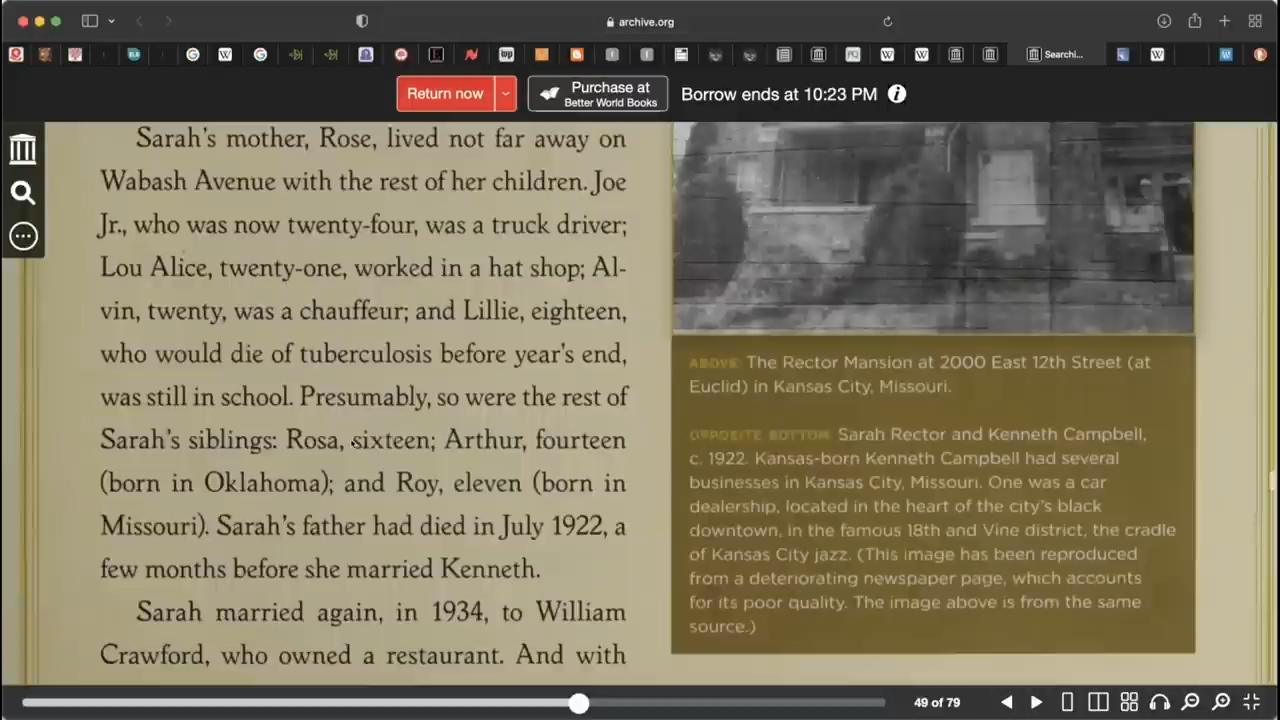 archive.org
Searchi...
Return now
Purchase at
Better World Books
Borrow ends at 10:23 PM
Sarah's mother, Rose, lived not far away on
Wabash Avenue with the rest of her children. Joe
Jr., who was now twenty-four, was a truck driver;
Lou Alice, twenty-one, worked in a hat shop; Al-
vin, twenty, was a chauffeur; and Lillie, eighteen,
who would die of tuberculosis before year's end,
was still in school. Presumably, so were the rest of
Sarah's siblings: Rosa, sixteen; Arthur, fourteen
(born in Oklahoma); and Roy, eleven (born in
Missouri). Sarah's father had died in July 1922, a
few months before she married Kenneth.
Sarah married again, in 1934, to William
Crawford, who owned a restaurant. And with
ABOVE: The Rector Mansion at 2000 East 12th Street (at
Euclid) in Kansas City, Missouri.
OPPOSITE BOTTOM: Sarah Rector and Kenneth Campbell,
c. 1922. Kansas-born Kenneth Campbell had several
businesses in Kansas City, Missouri. One was a car
dealership, located in the heart of the city's black
downtown, in the famous 18th and Vine district, the cradle
of Kansas City jazz. (This image has been reproduced
from a deteriorating newspaper page, which accounts
for its poor quality. The image above is from the same
source.)
49 of 79